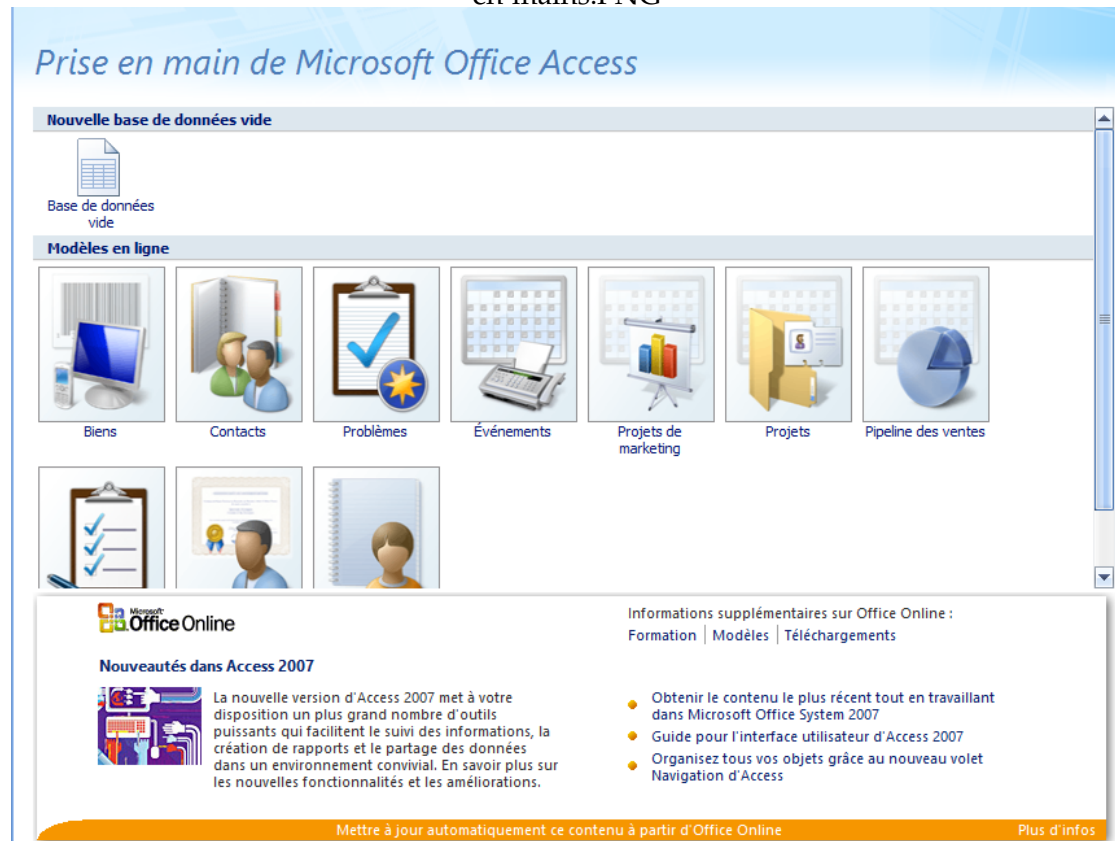 en mains.PNG
Prise en main de Microsoft Office Access
Nouvelle base de données vide
Base de données
vide
Modèles en ligne
Biens
Contacts
Problèmes
Événements
Projets de
marketing
Projets
Pipeline des ventes
Microsoft
Office Online
Informations supplémentaires sur Office Online :
Formation | Modèles | Téléchargements
Nouveautés dans Access 2007
La nouvelle version d'Access 2007 met à votre
disposition un plus grand nombre d'outils
puissants qui facilitent le suivi des informations, la
création de rapports et le partage des données
dans un environnement convivial. En savoir plus sur
les nouvelles fonctionnalités et les améliorations.
Obtenir le contenu le plus récent tout en travaillant
dans Microsoft Office System 2007
Guide pour l'interface utilisateur d'Access 2007
Organisez tous vos objets grâce au nouveau volet
Navigation d'Access
Mettre à jour automatiquement ce contenu à partir d'Office Online
Plus d'infos